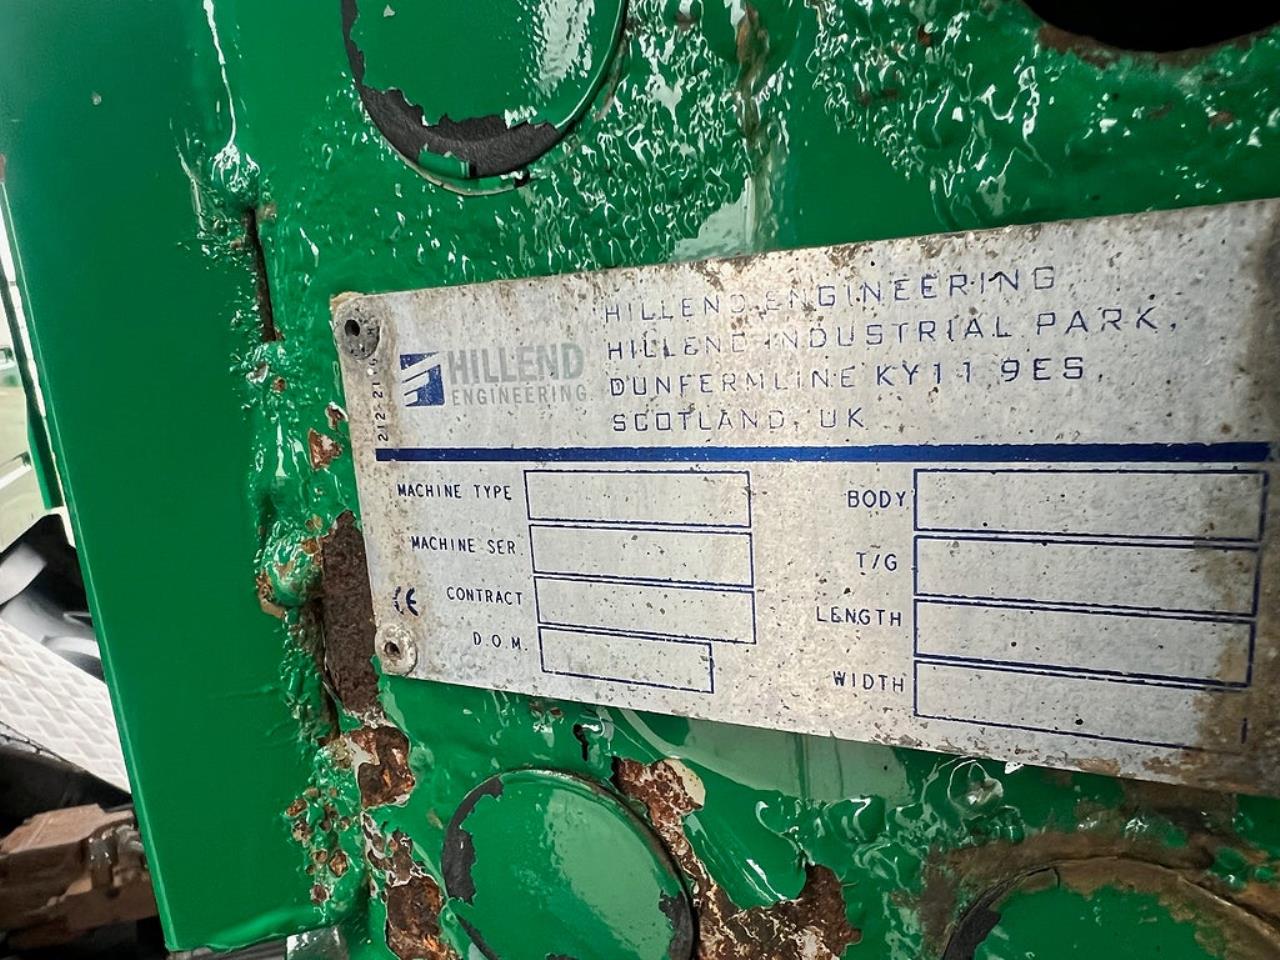 HILLEND ENGINEERING
HILLEND INDUSTRIAL PARK,
DUNFERMLINE KY11 9ES,
SCOTLAND, UK
HILLEND
ENGINEERING
MACHINE TYPE
MACHINE SER.
CONTRACT
CE
D.O.M.
BODY
T/G
LENGTH
WIDTH